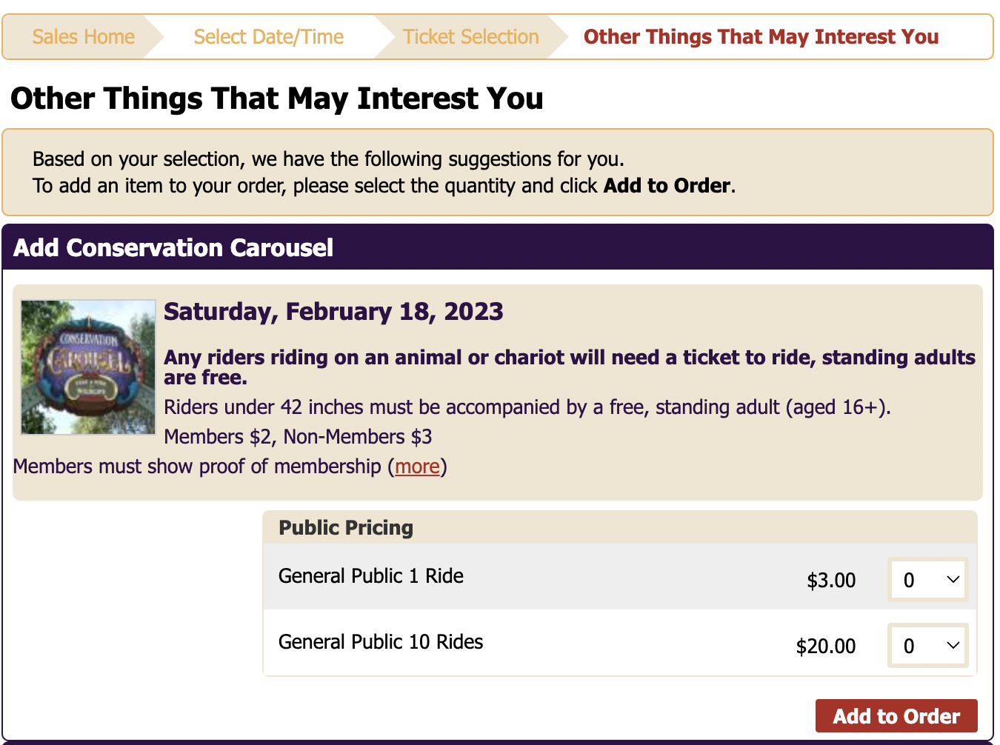 Sales Home
Select Date/Time
Ticket Selection
Other Things That May Interest You
Other Things That May Interest You
Based on your selection, we have the following suggestions for you.
To add an item to your order, please select the quantity and click Add to Order.
Add Conservation Carousel
CONSERVATION
CAROUSEL
Saturday, February 18, 2023
Any riders riding on an animal or chariot will need a ticket to ride, standing adults
are free.
Riders under 42 inches must be accompanied by a free, standing adult (aged 16+).
Members $2, Non-Members $3
Members must show proof of membership (more)
Public Pricing
General Public 1 Ride $3.00 0
General Public 10 Rides $20.00 0
Add to Order